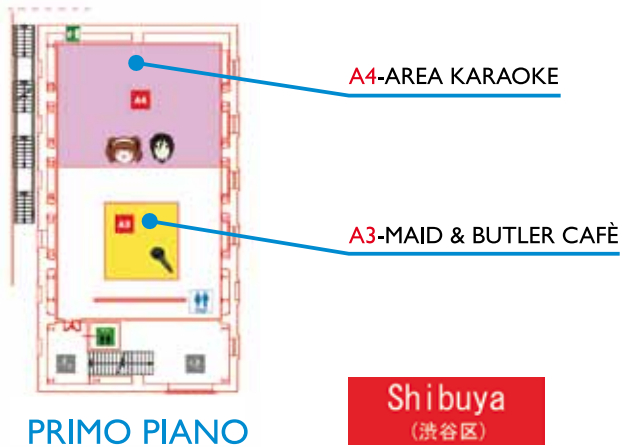 A4-AREA KARAOKE
A4
A3
A3-MAID & BUTLER CAFÈ
Shibuya
(渋谷区)
PRIMO PIANO